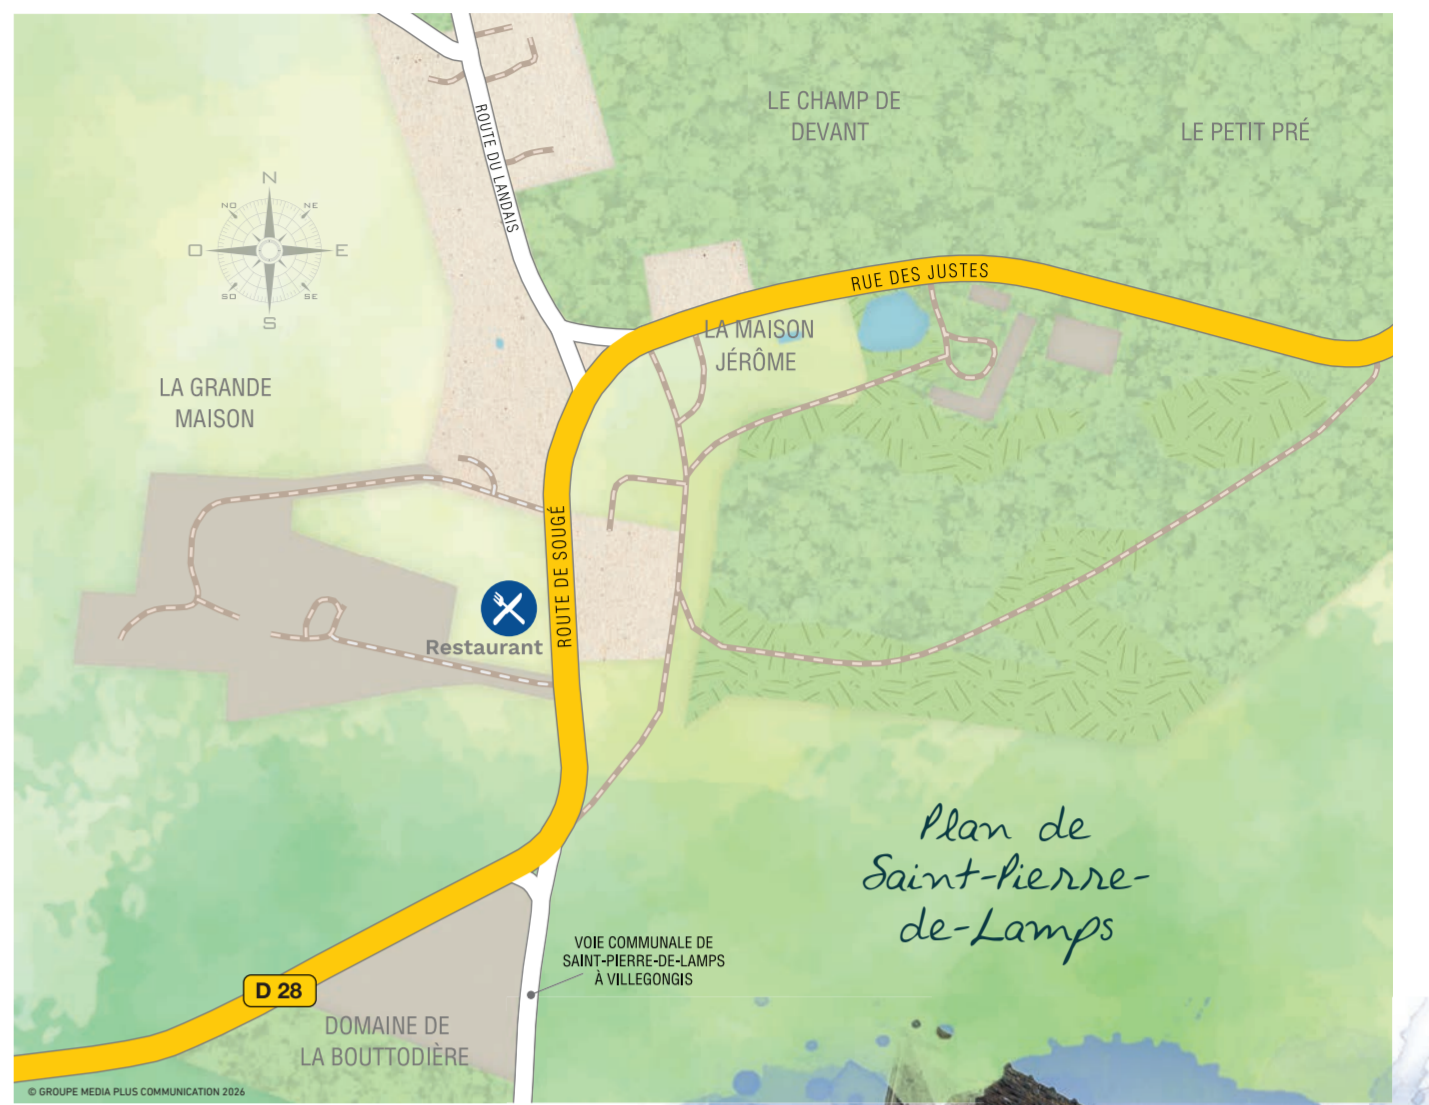 LE CHAMP DE
DEVANT
LE PETIT PRÉ
ROUTE DU LANDAIS
N
NO
NE
O
E
SO
SE
S
RUE DES JUSTES
LA MAISON
JÉRÔME
LA GRANDE
MAISON
ROUTE DE SOUGÉ
Restaurant
Plan de
Saint-Pierre-
de-Lamps
VOIE COMMUNALE DE
SAINT-PIERRE-DE-LAMPS
À VILLEGONGIS
D 28
DOMAINE DE
LA BOUTTODIÈRE
© GROUPE MEDIA PLUS COMMUNICATION 2026